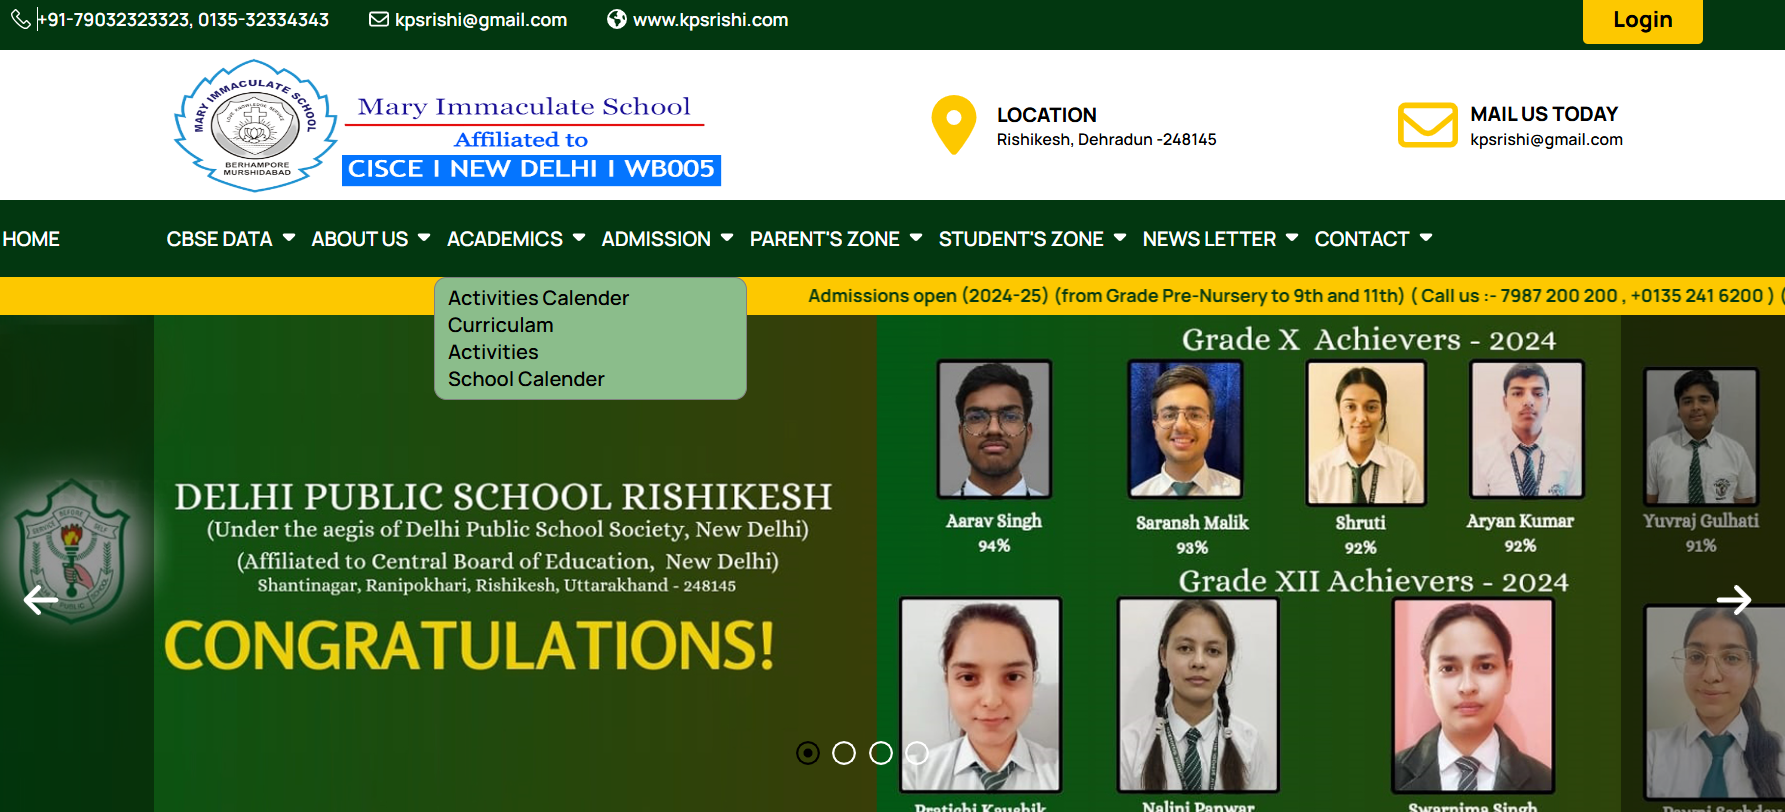 +91-79032323323, 0135-32334343 kpsrishi@gmail.com www.kpsrishi.com Login
MARY IMMACULATE SCHOOL
BERHAMPORE
MURSHIDABAD
Mary Immaculate School
Affiliated to
CISCE I NEW DELHI I WB005
LOCATION
Rishikesh, Dehradun -248145
MAIL US TODAY
kpsrishi@gmail.com
HOME CBSE DATA ABOUT US ACADEMICS ADMISSION PARENT'S ZONE STUDENT'S ZONE NEWS LETTER CONTACT
Activities Calender
Curriculam
Activities
School Calender
Admissions open (2024-25) (from Grade Pre-Nursery to 9th and 11th) ( Call us :- 7987 200 200 , +0135 241 6200 ) (
SERVICE BEFORE SELF
PUBLIC SCHOOL
DELHI PUBLIC SCHOOL RISHIKESH
(Under the aegis of Delhi Public School Society, New Delhi)
(Affiliated to Central Board of Education, New Delhi)
Shantinagar, Ranipokhari, Rishikesh, Uttarakhand - 248145
CONGRATULATIONS!
Grade X Achievers - 2024
Aarav Singh
94%
Saransh Malik
93%
Shruti
92%
Aryan Kumar
92%
Yuvraj Gulhati
91%
Grade XII Achievers - 2024
Pratichi Kaushik
Nalini Panwar
Swarnima Singh